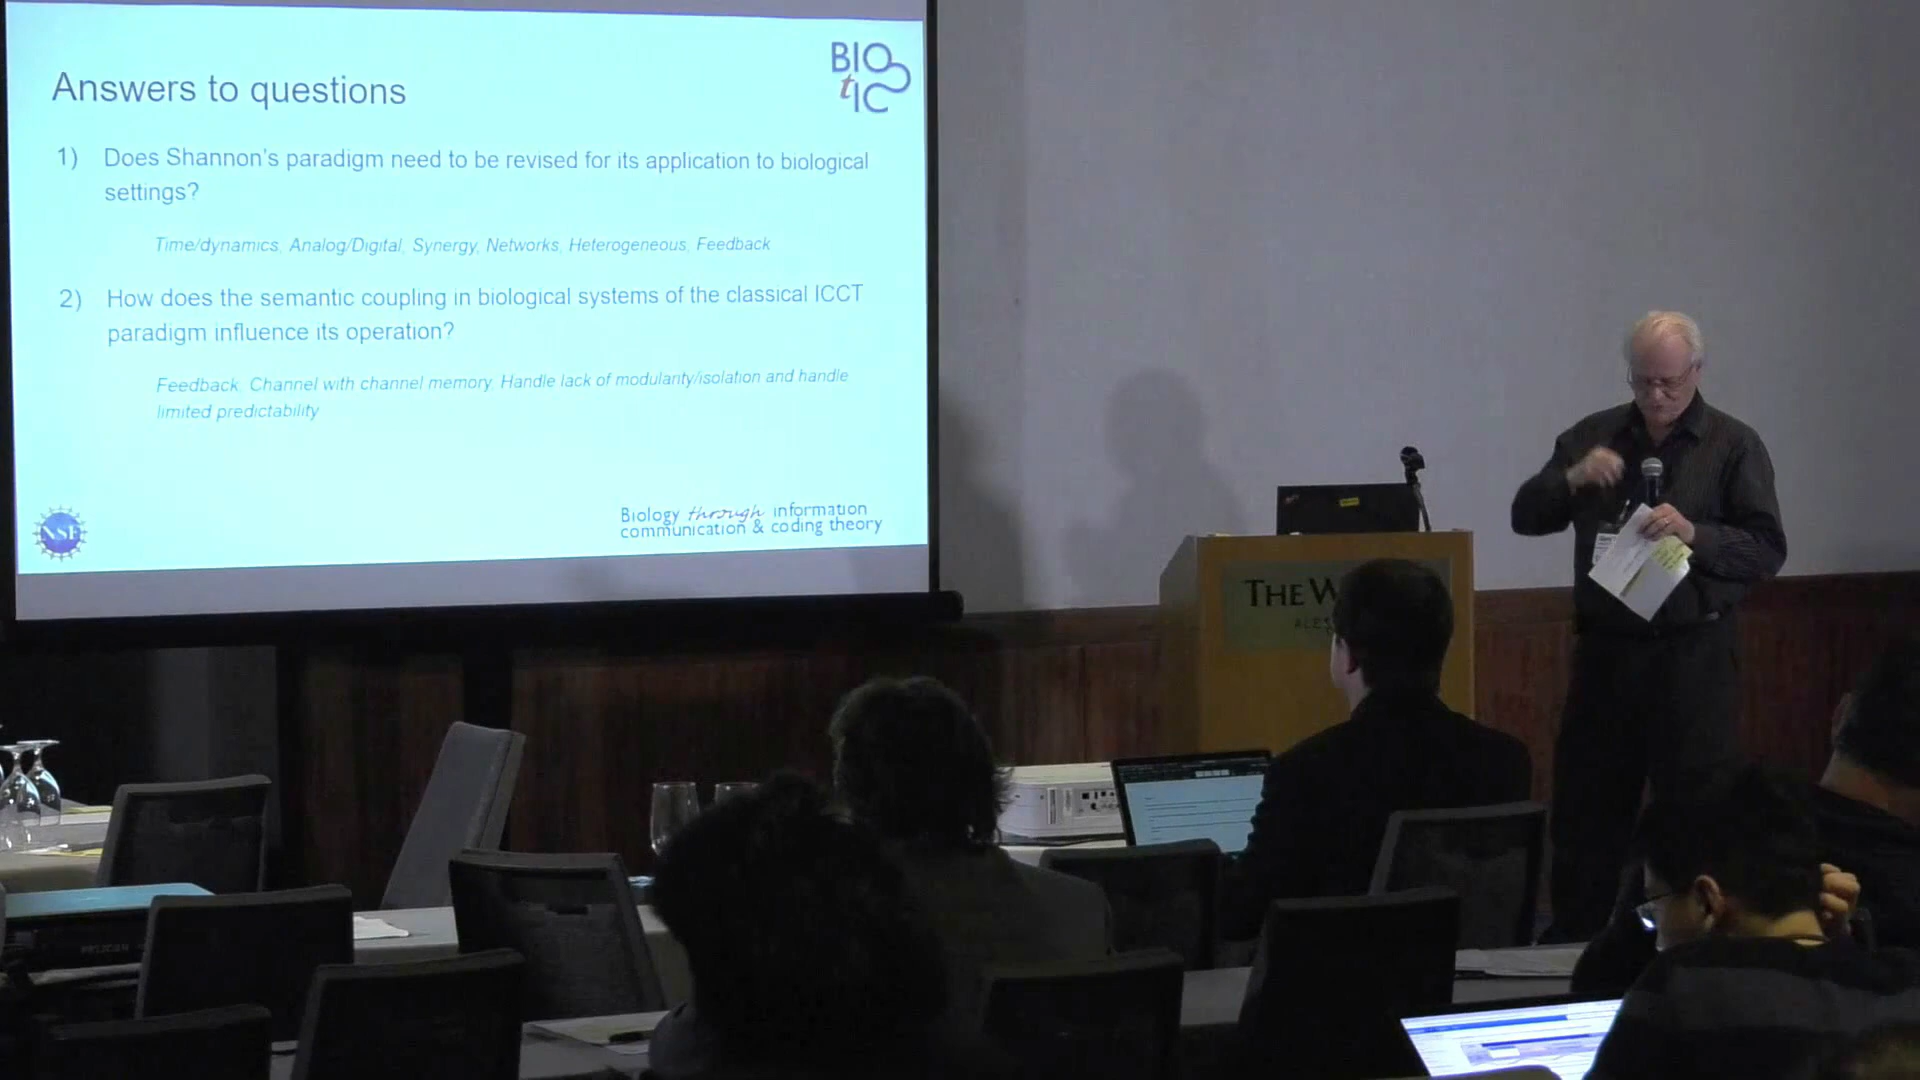 BIO
tIC
Answers to questions
1) Does Shannon's paradigm need to be revised for its application to biological
settings?
Time/dynamics, Analog/Digital, Synergy, Networks, Heterogeneous, Feedback
2) How does the semantic coupling in biological systems of the classical ICCT
paradigm influence its operation?
Feedback. Channel with channel memory. Handle lack of modularity/isolation and handle
limited predictability
NSF
Biology through information
communication & coding theory
THE W
ALES
PELICAN